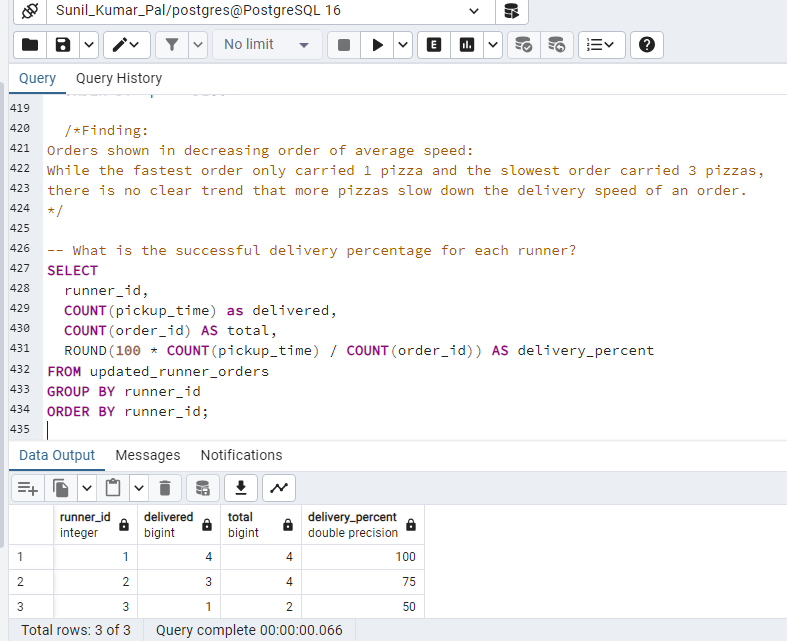 Sunil_Kumar_Pal/postgres@PostgreSQL 16
No limit
E
Query Query History
419
420 /*Finding:
421 Orders shown in decreasing order of average speed:
422 While the fastest order only carried 1 pizza and the slowest order carried 3 pizzas,
423 there is no clear trend that more pizzas slow down the delivery speed of an order.
424 */
425
426 -- What is the successful delivery percentage for each runner?
427 SELECT
428 runner_id,
429 COUNT(pickup_time) as delivered,
430 COUNT(order_id) AS total,
431 ROUND(100 * COUNT(pickup_time) / COUNT(order_id)) AS delivery_percent
432 FROM updated_runner_orders
433 GROUP BY runner_id
434 ORDER BY runner_id;
435
Data Output Messages Notifications
runner_id delivered total delivery_percent
integer bigint bigint double precision
1 1 4 4 100
2 2 3 4 75
3 3 1 2 50
Total rows: 3 of 3 Query complete 00:00:00.066